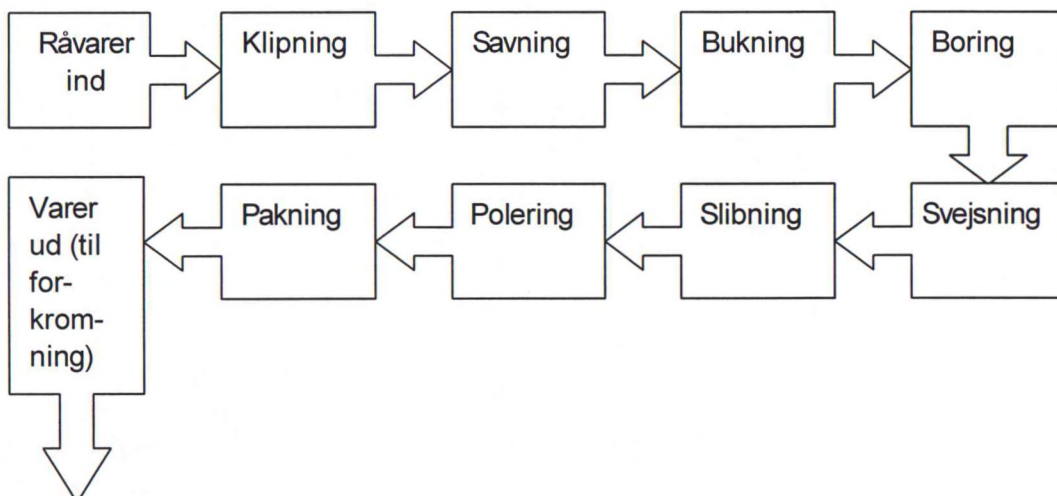 Råvarer
ind
Klipning
Savning
Bukning
Boring
Svejsning
Slibning
Polering
Pakning
Varer
ud (til
for-
krom-
ning)